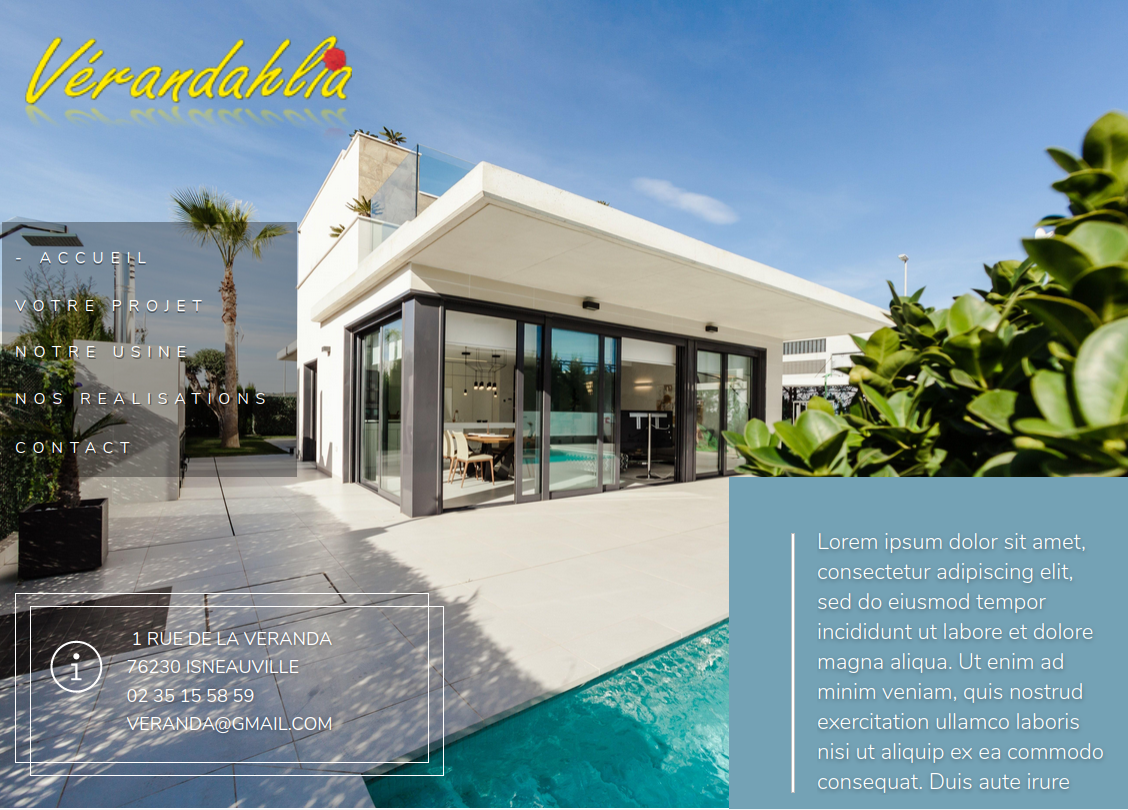 Vérandahlia
- ACCUEIL
VOTRE PROJET
NOTRE USINE
NOS REALISATIONS
CONTACT
1 RUE DE LA VERANDA
76230 ISNEAUVILLE
02 35 15 58 59
VERANDA@GMAIL.COM
Lorem ipsum dolor sit amet,
consectetur adipiscing elit,
sed do eiusmod tempor
incididunt ut labore et dolore
magna aliqua. Ut enim ad
minim veniam, quis nostrud
exercitation ullamco laboris
nisi ut aliquip ex ea commodo
consequat. Duis aute irure